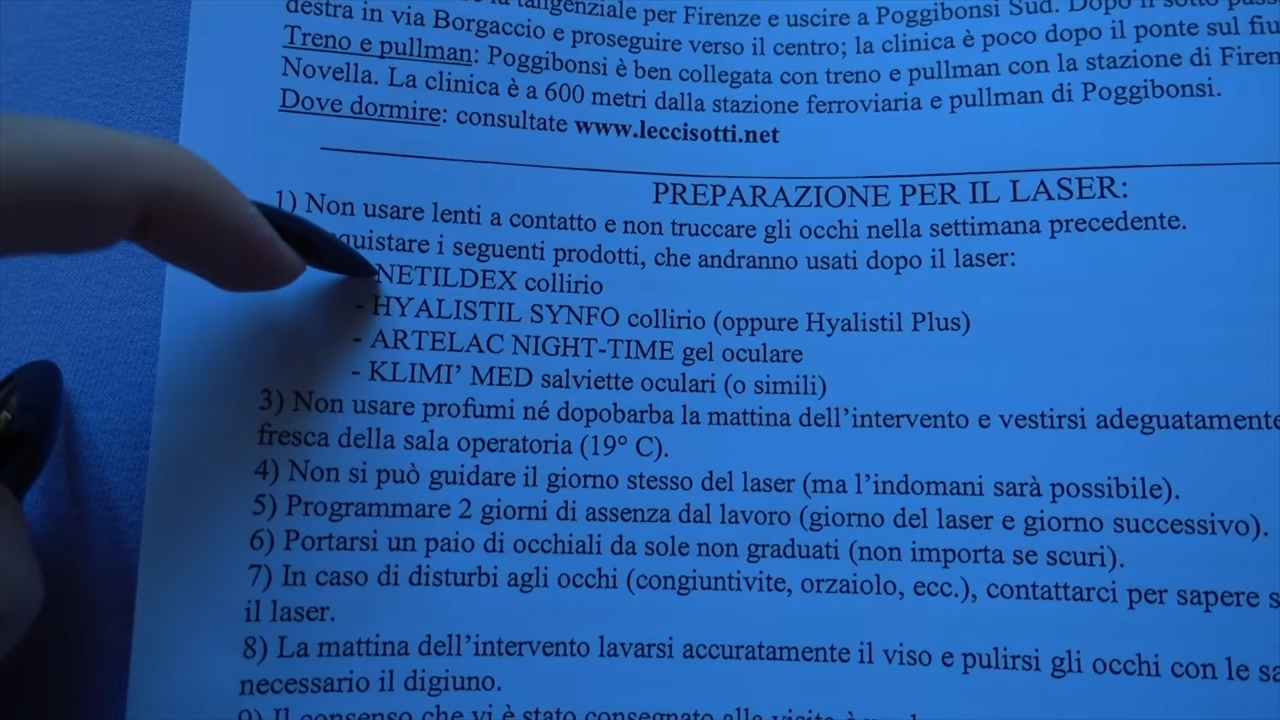 tangenziale per Firenze e uscire a Poggibonsi Sud. Dopo il
destra in via Borgaccio e proseguire verso il centro; la clinica è poco dopo il ponte sul
Treno e pullman: Poggibonsi è ben collegata con treno e pullman con la stazione di
Novella. La clinica è a 600 metri dalla stazione ferroviaria e pullman di Poggibonsi.
Dove dormire: consultate www.leccisotti.net
PREPARAZIONE PER IL LASER:
1) Non usare lenti a contatto e non truccare gli occhi nella settimana precedente.
i seguenti prodotti, che andranno usati dopo il laser:
NETILDEX collirio
- HYALISTIL SYNFO collirio (oppure Hyalistil Plus)
- ARTELAC NIGHT-TIME gel oculare
- KLIMI’ MED salviette oculari (o simili)
3) Non usare profumi né dopobarba la mattina dell’intervento e vestirsi adeguatamente
fresca della sala operatoria (19° C).
4) Non si può guidare il giorno stesso del laser (ma l’indomani sarà possibile).
5) Programmare 2 giorni di assenza dal lavoro (giorno del laser e giorno successivo).
6) Portarsi un paio di occhiali da sole non graduati (non importa se scuri).
7) In caso di disturbi agli occhi (congiuntivite, orzaiolo, ecc.), contattarci per sapere
il laser.
8) La mattina dell’intervento lavarsi accuratamente il viso e pulirsi gli occhi con le
necessario il digiuno.
9) Il consenso che vi è stato consegnato alla visita è